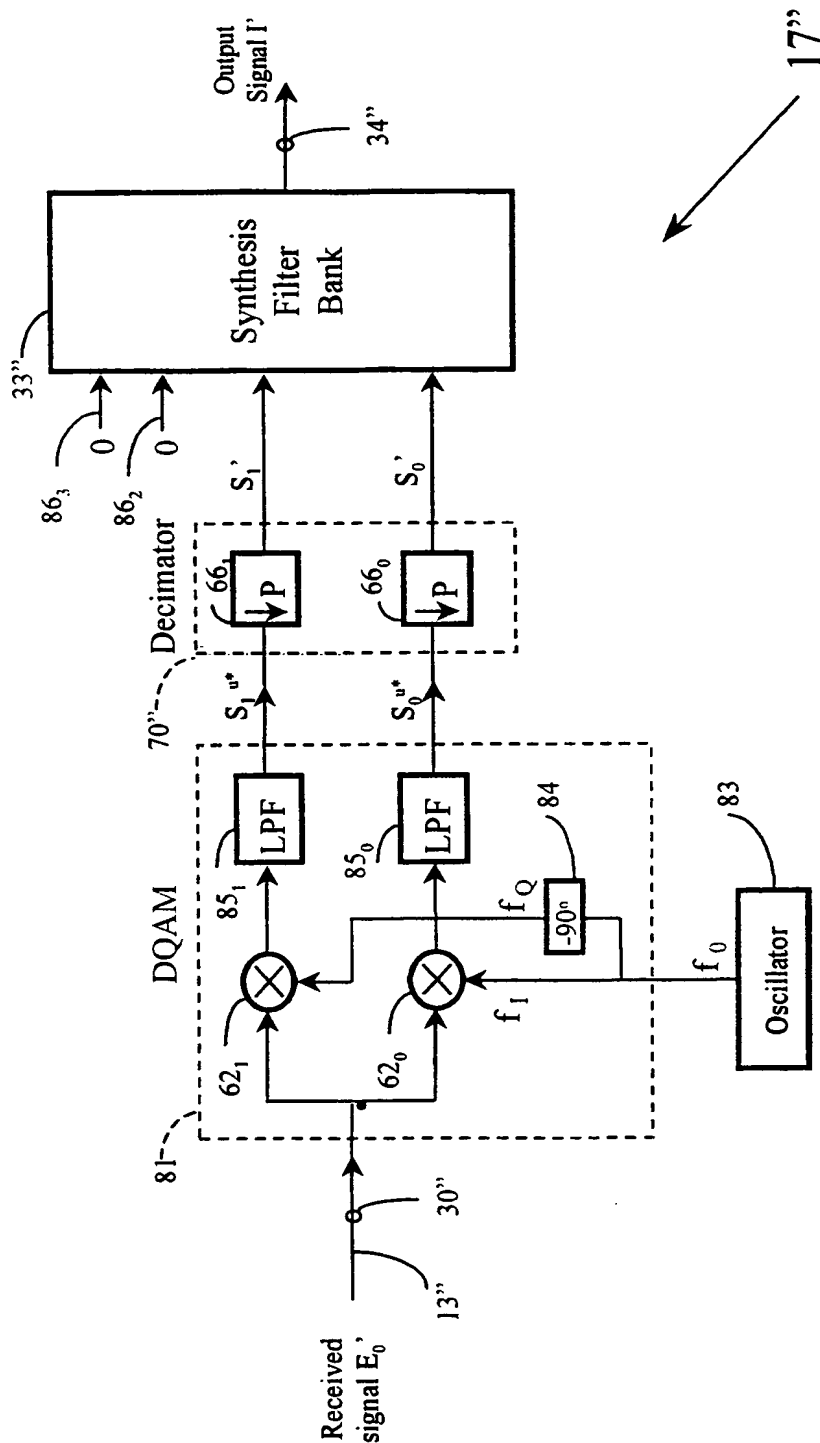 Received
signal E₀'
13”
30”
81
DQAM
62₁
62₀
85₁
LPF
85₀
LPF
f_Q
f_I
-90º
84
f₀
Oscillator
83
S₁ᵘ*
S₀ᵘ*
70”
Decimator
66₁
↓P
66₀
↓P
S₁'
S₀'
86₃
0
86₂
0
33”
Synthesis
Filter
Bank
Output
Signal I'
34”
17”